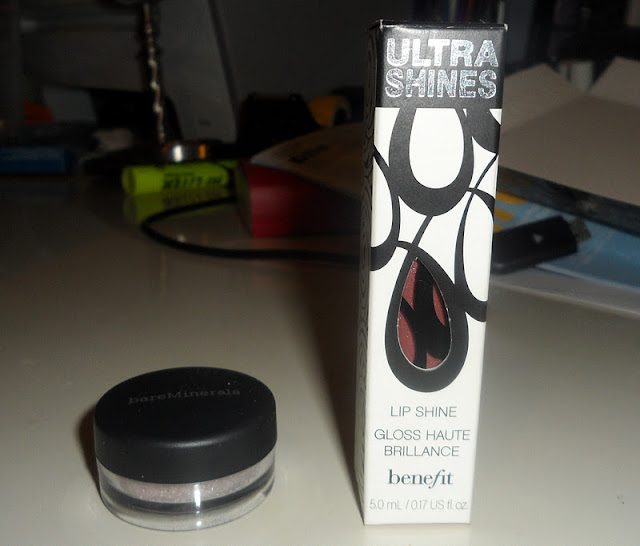 ULTRA
SHINES
LIP SHINE
GLOSS HAUTE
BRILLANCE
benefit
5.0 mL / 0.17 US fl. oz.
bareMinerals